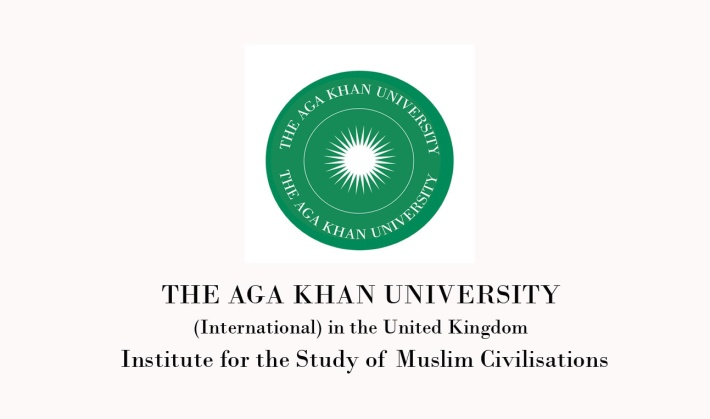 THE AGA KHAN UNIVERSITY
THE AGA KHAN UNIVERSITY
THE AGA KHAN UNIVERSITY
(International) in the United Kingdom
Institute for the Study of Muslim Civilisations